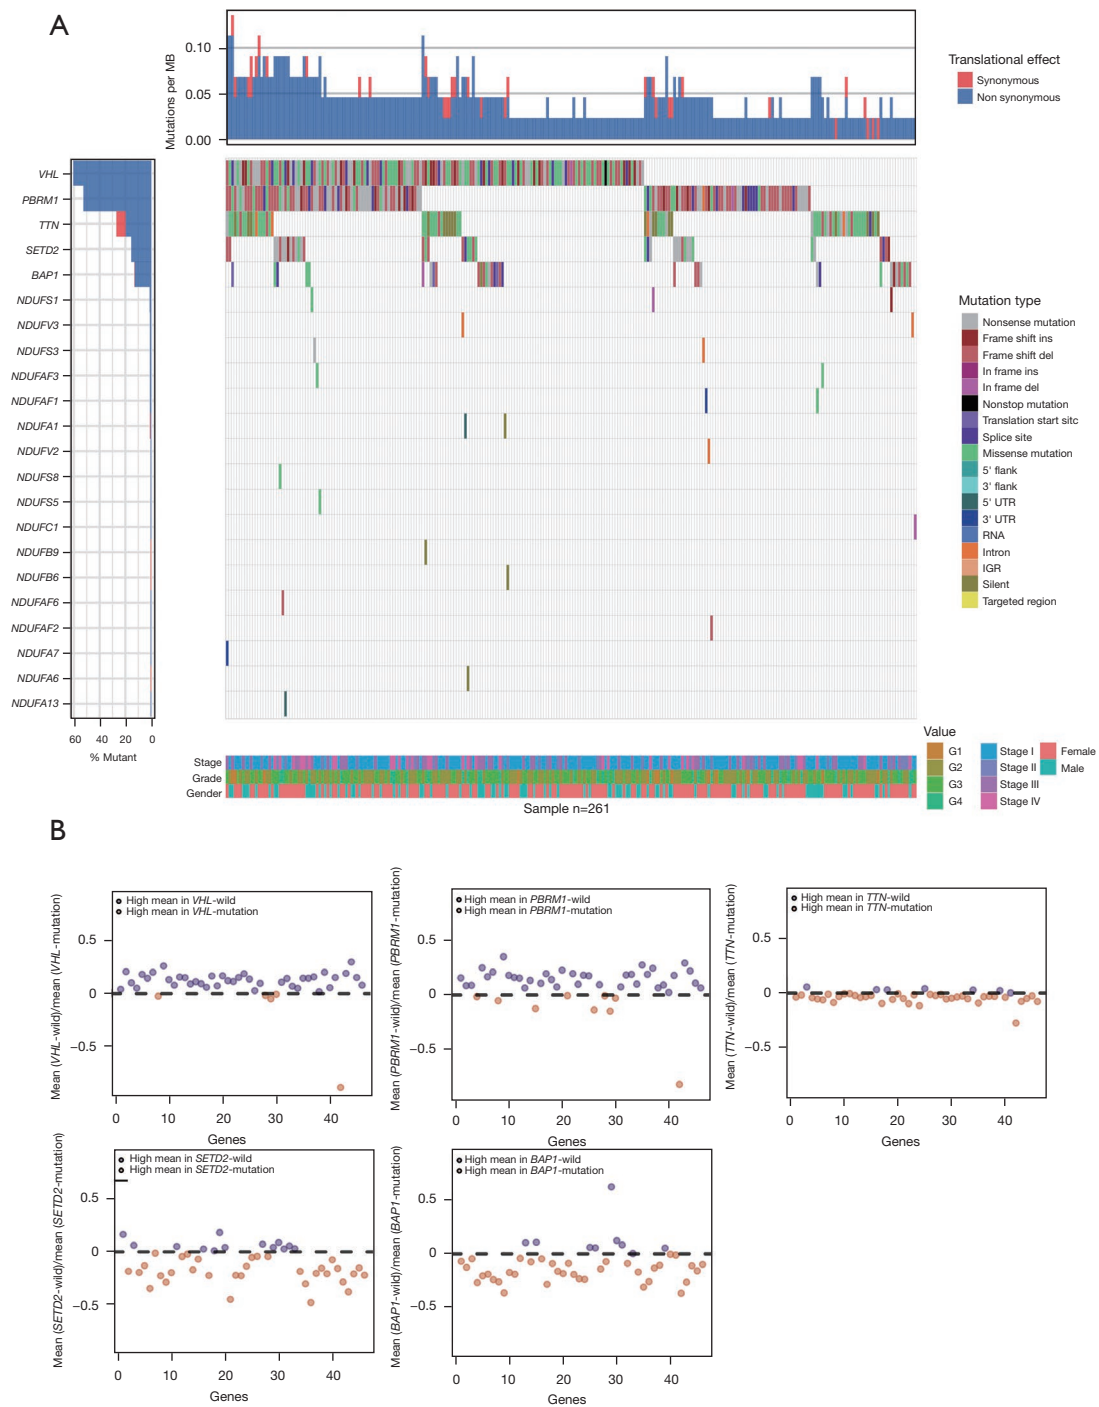 A
Mutations per MB
0.10
0.05
0.00
Translational effect
Synonymous
Non synonymous
VHL
PBRM1
TTN
SETD2
BAP1
NDUFS1
NDUFV3
NDUFS3
NDUFAF3
NDUFAF1
NDUFA1
NDUFV2
NDUFS8
NDUFS5
NDUFC1
NDUFB9
NDUFB6
NDUFAF6
NDUFAF2
NDUFA7
NDUFA6
NDUFA13
60 40 20 0
% Mutant
Mutation type
Nonsense mutation
Frame shift ins
Frame shift del
In frame ins
In frame del
Nonstop mutation
Translation start sitc
Splice site
Missense mutation
5' flank
3' flank
5' UTR
3' UTR
RNA
Intron
IGR
Silent
Targeted region
Stage
Grade
Gender
Sample n=261
Value
G1 Stage I Female
G2 Stage II Male
G3 Stage III
G4 Stage IV
B
Mean (VHL-wild)/mean (VHL-mutation)
High mean in VHL-wild
High mean in VHL-mutation
0.5
0
−0.5
0 10 20 30 40
Genes
Mean (PBRM1-wild)/mean (PBRM1-mutation)
High mean in PBRM1-wild
High mean in PBRM1-mutation
0.5
0
−0.5
0 10 20 30 40
Genes
Mean (TTN-wild)/mean (TTN-mutation)
High mean in TTN-wild
High mean in TTN-mutation
0.5
0
−0.5
0 10 20 30 40
Genes
Mean (SETD2-wild)/mean (SETD2-mutation)
High mean in SETD2-wild
High mean in SETD2-mutation
0.5
0
−0.5
0 10 20 30 40
Genes
Mean (BAP1-wild)/mean (BAP1-mutation)
High mean in BAP1-wild
High mean in BAP1-mutation
0.5
0
−0.5
0 10 20 30 40
Genes